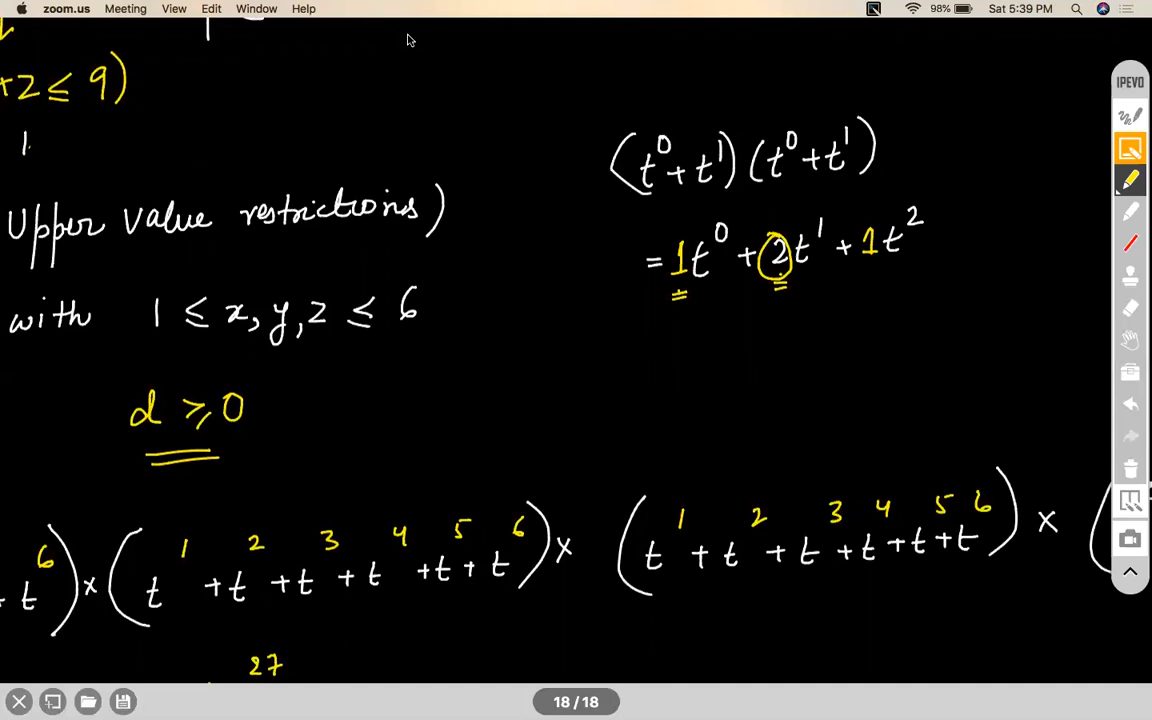 zoom.us Meeting View Edit Window Help 98% Sat 5:39 PM
IPEVO
+2 ≤ 9)
1.
(t⁰ + t¹) (t⁰ + t¹)
Upper value restrictions)
= 1t⁰ + 2t¹ + 1t²
with 1 ≤ x, y, z ≤ 6
d ≥ 0
+ t⁶) × (t¹ + t² + t³ + t⁴ + t⁵ + t⁶) × (t¹ + t² + t³ + t⁴ + t⁵ + t⁶) × (
27
18 / 18